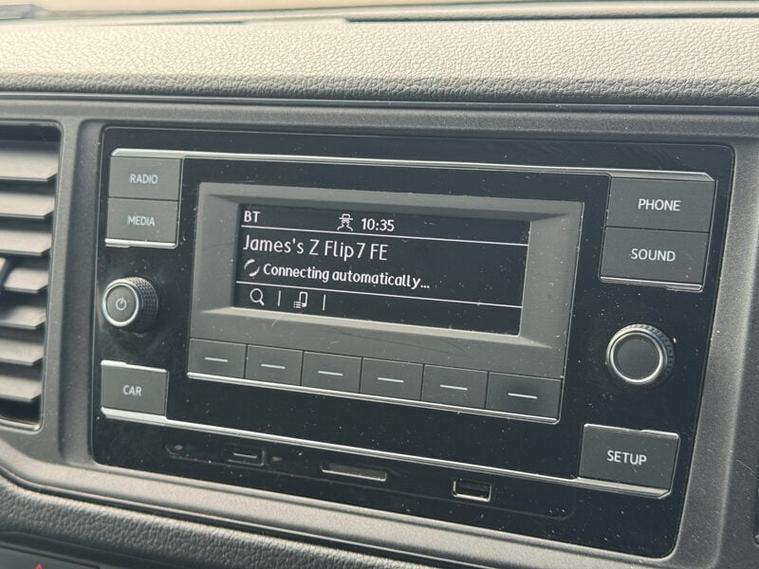 RADIO
MEDIA
BT 10:35
James's Z Flip7 FE
Connecting automatically...
PHONE
SOUND
CAR
SETUP